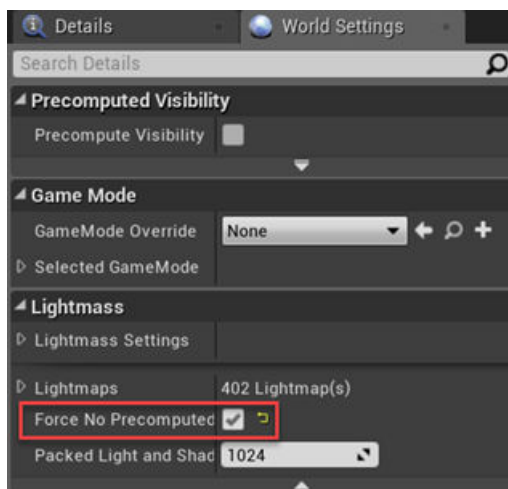 Details World Settings
Search Details
Precomputed Visibility
Precompute Visibility
Game Mode
GameMode Override None
Selected GameMode
Lightmass
Lightmass Settings
Lightmaps 402 Lightmap(s)
Force No Precomputed
Packed Light and Shad 1024